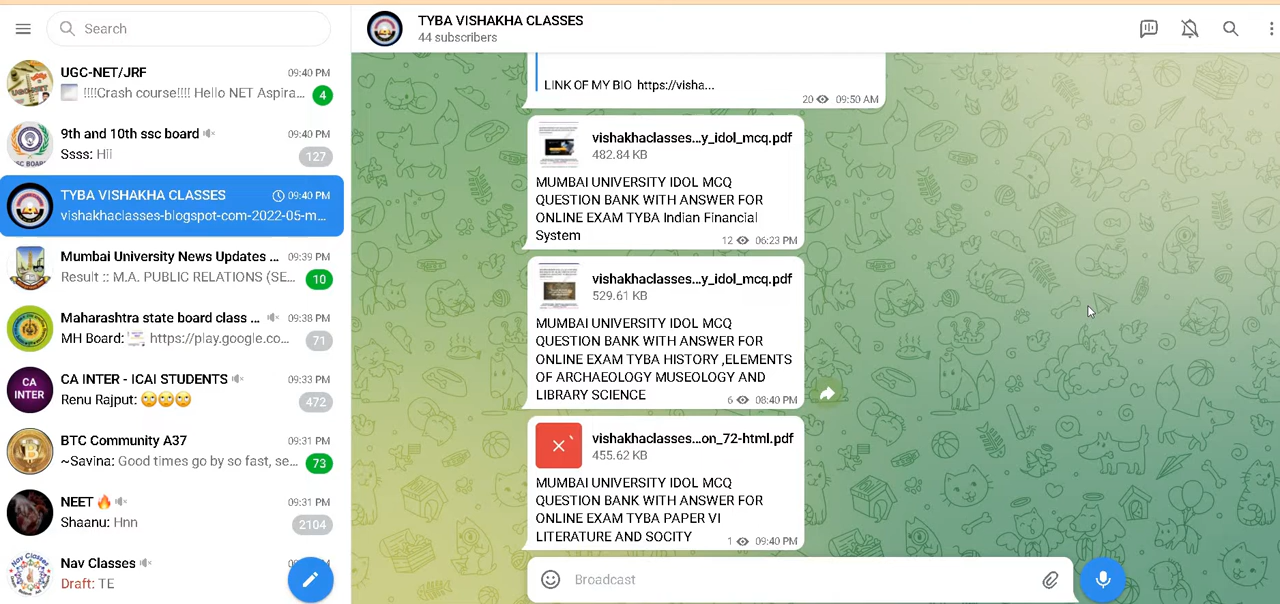 Search
UGC-NET/JRF 09:40 PM
!!!!Crash course!!!! Hello NET Aspira... 4
9th and 10th ssc board 09:40 PM
Ssss: Hii 127
TYBA VISHAKHA CLASSES 09:40 PM
vishakhaclasses-blogspot-com-2022-05-m...
Mumbai University News Updates ... 09:39 PM
Result :: M.A. PUBLIC RELATIONS (SE... 10
Maharashtra state board class ... 09:38 PM
MH Board: https://play.google.co... 71
CA INTER
CA INTER - ICAI STUDENTS 09:33 PM
Renu Rajput: 🙄🙄🙄 472
BTC Community A37 09:31 PM
~Savina: Good times go by so fast, se... 73
NEET 🔥 09:31 PM
Shaanu: Hnn 2104
Nav Classes
Draft: TE
TYBA VISHAKHA CLASSES
44 subscribers
LINK OF MY BIO https://visha...
20 09:50 AM
vishakhaclasses...y_idol_mcq.pdf
482.84 KB
MUMBAI UNIVERSITY IDOL MCQ
QUESTION BANK WITH ANSWER FOR
ONLINE EXAM TYBA Indian Financial
System 12 06:23 PM
vishakhaclasses...y_idol_mcq.pdf
529.61 KB
MUMBAI UNIVERSITY IDOL MCQ
QUESTION BANK WITH ANSWER FOR
ONLINE EXAM TYBA HISTORY ,ELEMENTS
OF ARCHAEOLOGY MUSEOLOGY AND
LIBRARY SCIENCE 6 08:40 PM
vishakhaclasses...on_72-html.pdf
455.62 KB
MUMBAI UNIVERSITY IDOL MCQ
QUESTION BANK WITH ANSWER FOR
ONLINE EXAM TYBA PAPER VI
LITERATURE AND SOCITY 1 09:40 PM
Broadcast